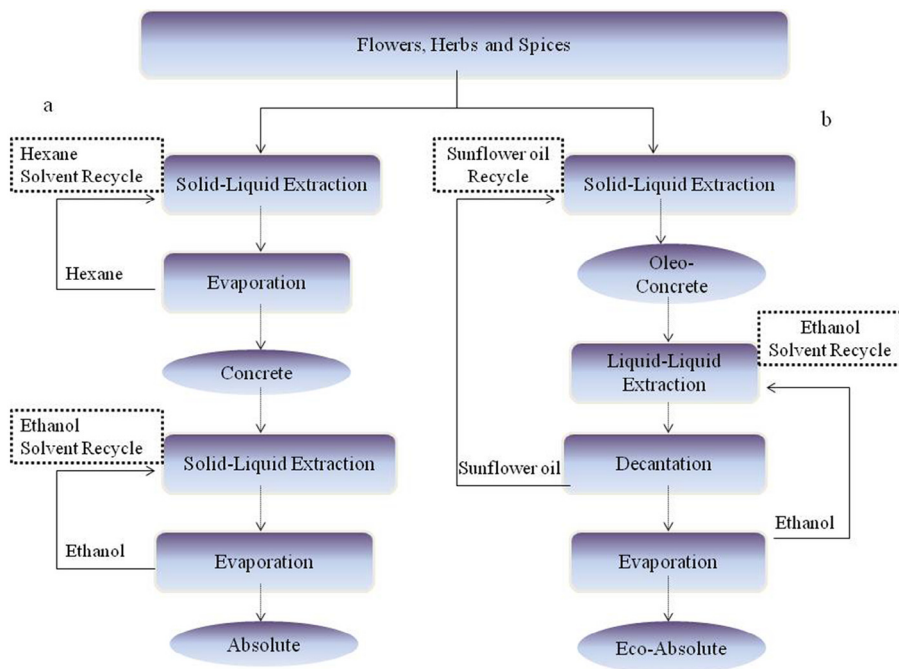 Flowers, Herbs and Spices
a
Hexane
Solvent Recycle
Solid-Liquid Extraction
Hexane
Evaporation
Concrete
Ethanol
Solvent Recycle
Solid-Liquid Extraction
Ethanol
Evaporation
Absolute
b
Sunflower oil
Recycle
Solid-Liquid Extraction
Oleo-
Concrete
Ethanol
Solvent Recycle
Liquid-Liquid
Extraction
Sunflower oil
Decantation
Ethanol
Evaporation
Eco-Absolute